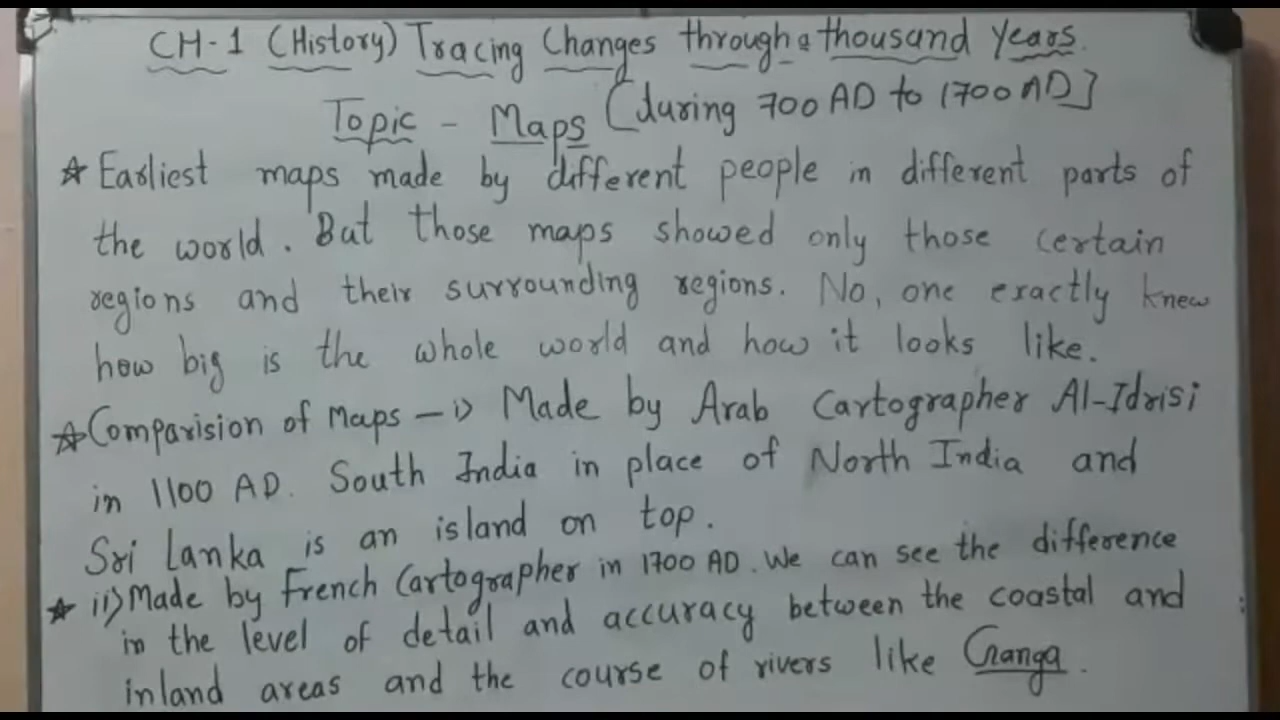 CH-1 (History) Tracing Changes through a thousand Years.
Topic - Maps [during 700 AD to 1700 AD]
☆ Earliest maps made by different people in different parts of
the world. But those maps showed only those certain
regions and their surrounding regions. No, one exactly knew
how big is the whole world and how it looks like.
☆ Comparision of Maps - i) Made by Arab Cartographer Al-Idrisi
in 1100 AD. South India in place of North India and
Sri Lanka is an island on top.
☆ ii) Made by French Cartographer in 1700 AD. We can see the difference
in the level of detail and accuracy between the coastal and
inland areas and the course of rivers like Ganga.